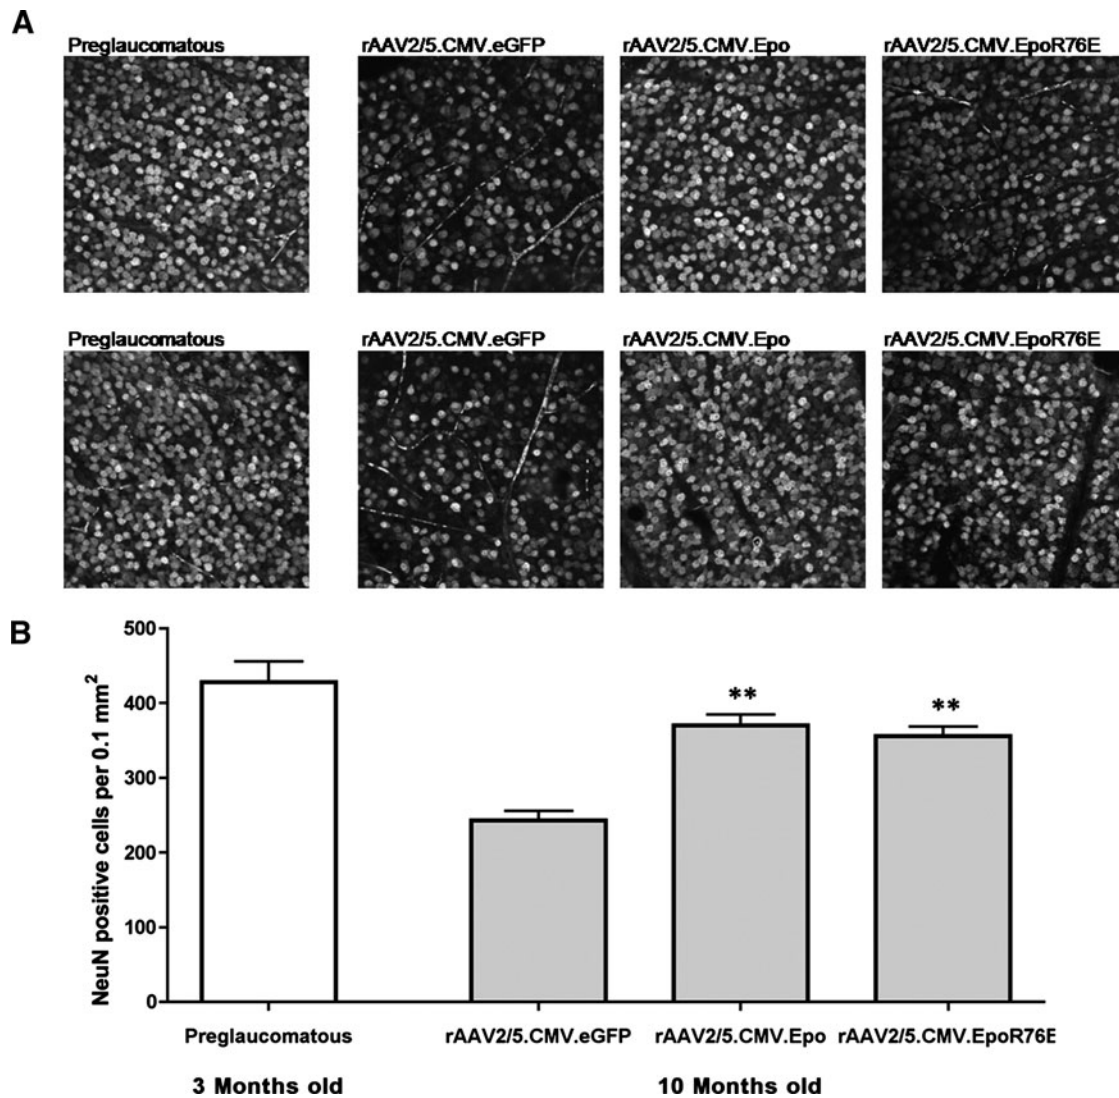 A
Preglaucomatous rAAV2/5.CMV.eGFP rAAV2/5.CMV.Epo rAAV2/5.CMV.EpoR76E
Preglaucomatous rAAV2/5.CMV.eGFP rAAV2/5.CMV.Epo rAAV2/5.CMV.EpoR76E
B
NeuN positive cells per 0.1 mm²
500
400
300
200
100
0
** **
Preglaucomatous rAAV2/5.CMV.eGFP rAAV2/5.CMV.Epo rAAV2/5.CMV.EpoR76E
3 Months old 10 Months old